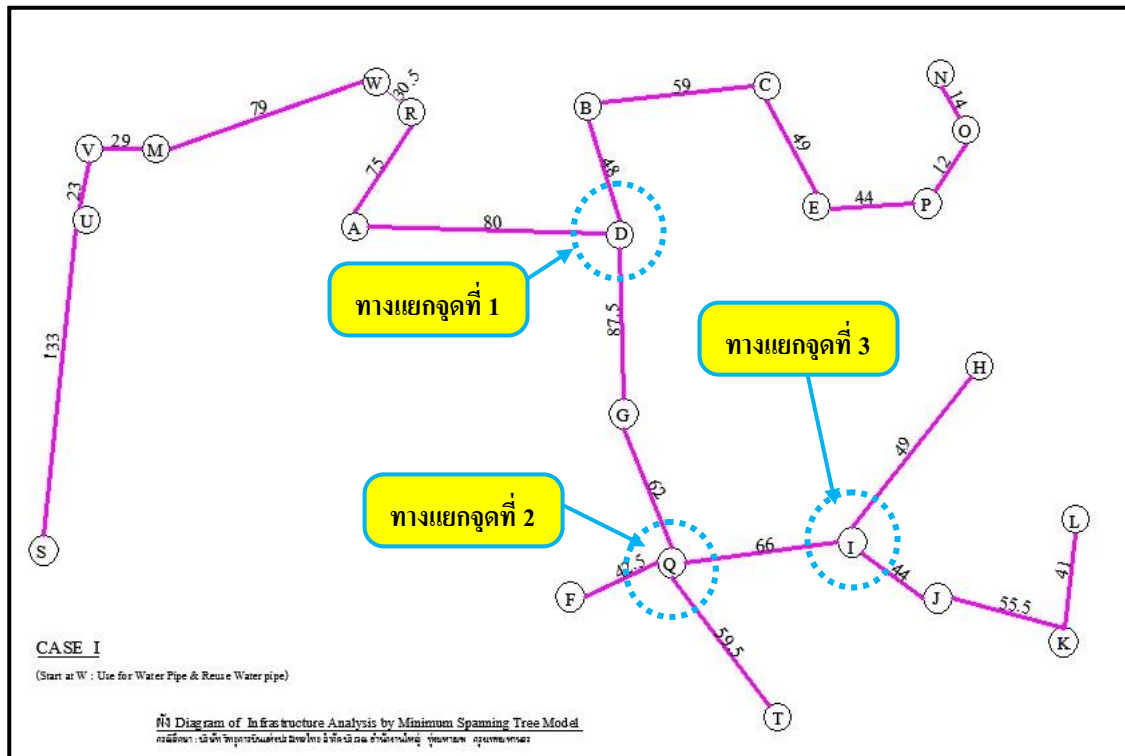 N
C
59
14
W
30.5
B
R
O
79
49
12
V
29
M
48
75
23
44
E
P
U
80
A
D
ทางแยกจุดที่ 1
87.5
133
ทางแยกจุดที่ 3
H
G
49
62
ทางแยกจุดที่ 2
L
S
66
I
Q
42.5
44
41
F
J
55.5
59.5
K
CASE I
(Start at W : Use for Water Pipe & Reuse Water pipe)
T
ผัง Diagram of Infrastructure Analysis by Minimum Spanning Tree Model